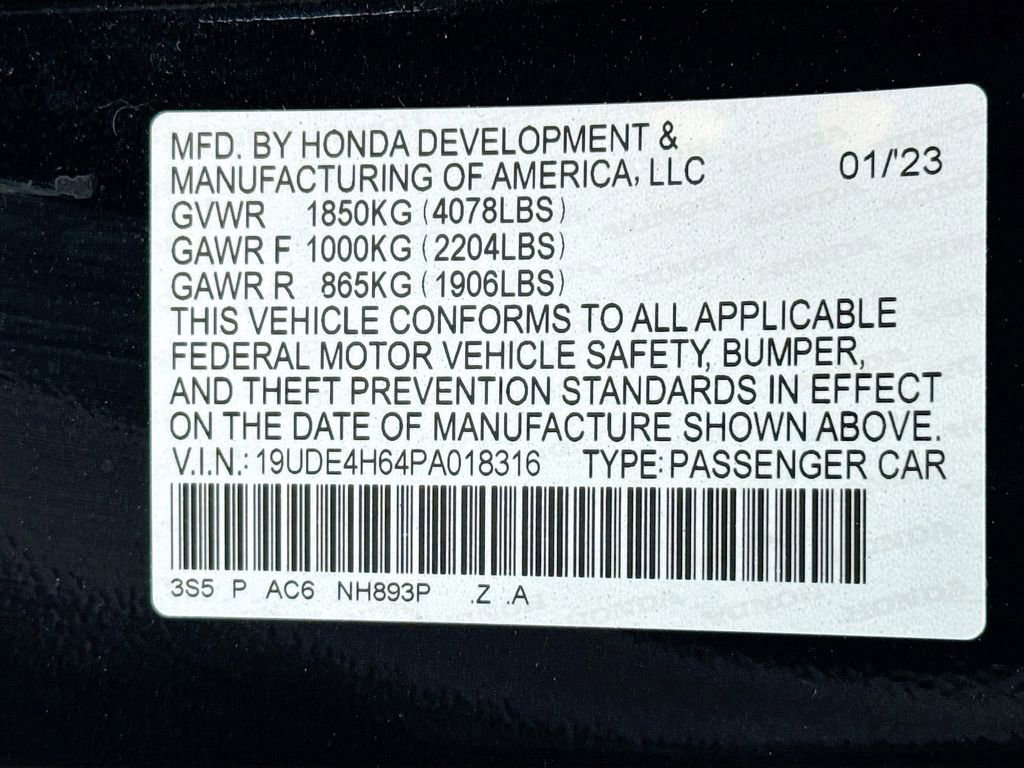 MFD. BY HONDA DEVELOPMENT &
MANUFACTURING OF AMERICA, LLC 01/'23
GVWR 1850KG (4078LBS)
GAWR F 1000KG (2204LBS)
GAWR R 865KG (1906LBS)
THIS VEHICLE CONFORMS TO ALL APPLICABLE
FEDERAL MOTOR VEHICLE SAFETY, BUMPER,
AND THEFT PREVENTION STANDARDS IN EFFECT
ON THE DATE OF MANUFACTURE SHOWN ABOVE.
V.I.N.: 19UDE4H64PA018316 TYPE: PASSENGER CAR
3S5 P AC6 NH893P .Z .A